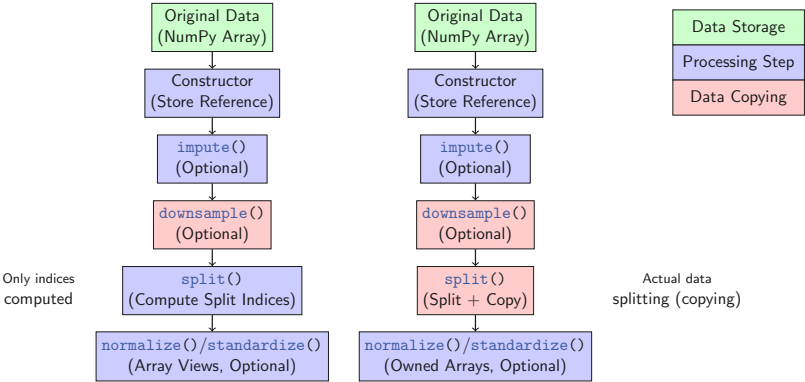 Original Data
(NumPy Array)
Constructor
(Store Reference)
impute()
(Optional)
downsample()
(Optional)
Only indices
computed
split()
(Compute Split Indices)
normalize()/standardize()
(Array Views, Optional)
Original Data
(NumPy Array)
Constructor
(Store Reference)
impute()
(Optional)
downsample()
(Optional)
split()
(Split + Copy)
Actual data
splitting (copying)
normalize()/standardize()
(Owned Arrays, Optional)
Data Storage
Processing Step
Data Copying